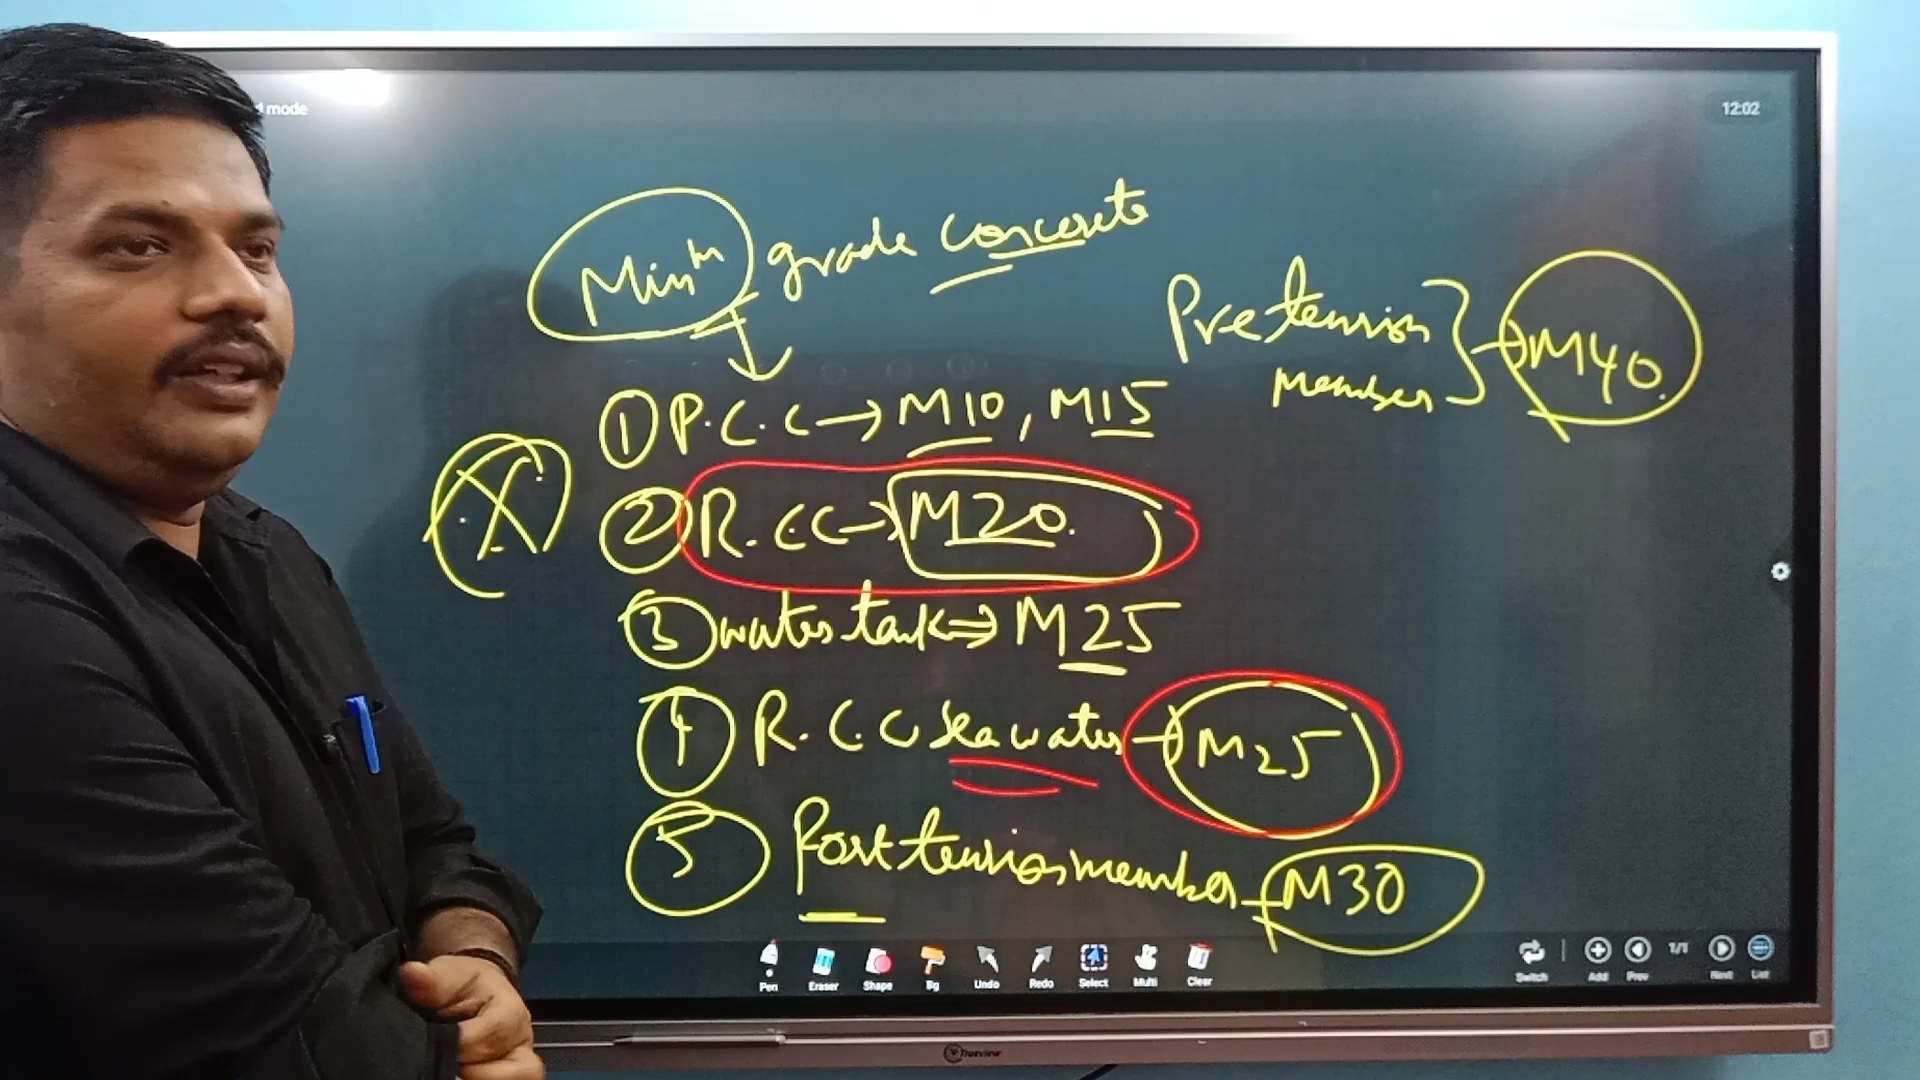 d mode
12:02
Minm grade concrete
① P.C.C → M10, M15
② R.CC → M20.
③ water tank ⇒ M25
④ R.C.C Sea water → M25
⑤ Post tension member → M30
Pretension
member } → M40.
Pen Eraser Shape Bg Undo Redo Select Multi Clear
Switch Add Prev 1/1 Next List
Trueview